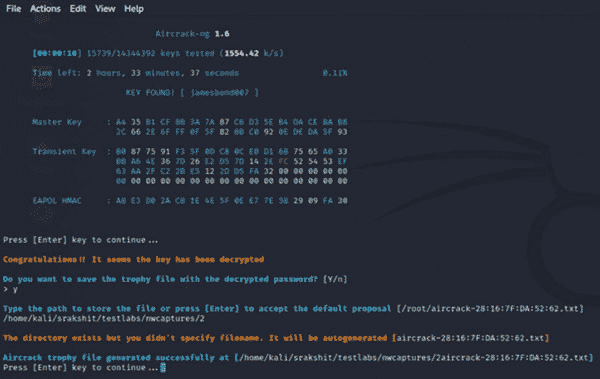 File Actions Edit View Help
Aircrack-ng 1.6
[00:00:10] 15739/14344392 keys tested (1554.42 k/s)
Time left: 2 hours, 33 minutes, 37 seconds 0.11%
KEY FOUND! [ jamesbond007 ]
Master Key : A4 35 B1 CF 8B 3A 7A 87 C6 D3 5E B4 DA CE BA B8
2C 66 2E 6F FF 0F 5F 82 0B C0 92 0E DE DA 5F 93
Transient Key : 80 87 75 91 F3 5F 0D C8 0C E0 D1 6B 75 65 A0 33
BB A6 4E 36 7D 26 E2 D5 7D 14 2E FC 52 54 53 EF
63 AA 2F C2 2B E5 12 2D D5 FA 32 00 00 00 00 00
00 00 00 00 00 00 00 00 00 00 00 00 00 00 00 00
EAPOL HMAC : A0 E3 D0 2A C8 1E 4E 5F 0E E7 7E 5B 29 09 FA 30
Press [Enter] key to continue...
Congratulations!! It seems the key has been decrypted
Do you want to save the trophy file with the decrypted password? [Y/n]
> y
Type the path to store the file or press [Enter] to accept the default proposal [/root/aircrack-28:16:7F:DA:52:62.txt]
/home/kali/srakshit/testlabs/nwcaptures/2
The directory exists but you didn't specify filename. It will be autogenerated [aircrack-28:16:7F:DA:52:62.txt]
Aircrack trophy file generated successfully at [/home/kali/srakshit/testlabs/nwcaptures/2aircrack-28:16:7F:DA:52:62.txt]
Press [Enter] key to continue...